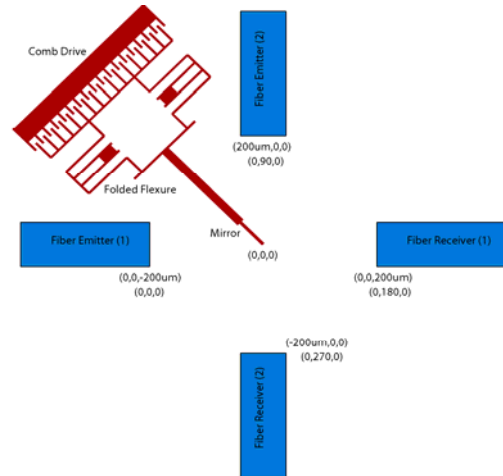 Comb Drive
Fiber Emitter (2)
(200um,0,0)
(0,90,0)
Folded Flexure
Mirror
(0,0,0)
Fiber Emitter (1)
Fiber Receiver (1)
(0,0,-200um)
(0,0,0)
(0,0,200um)
(0,180,0)
(-200um,0,0)
(0,270,0)
Fiber Receiver (2)